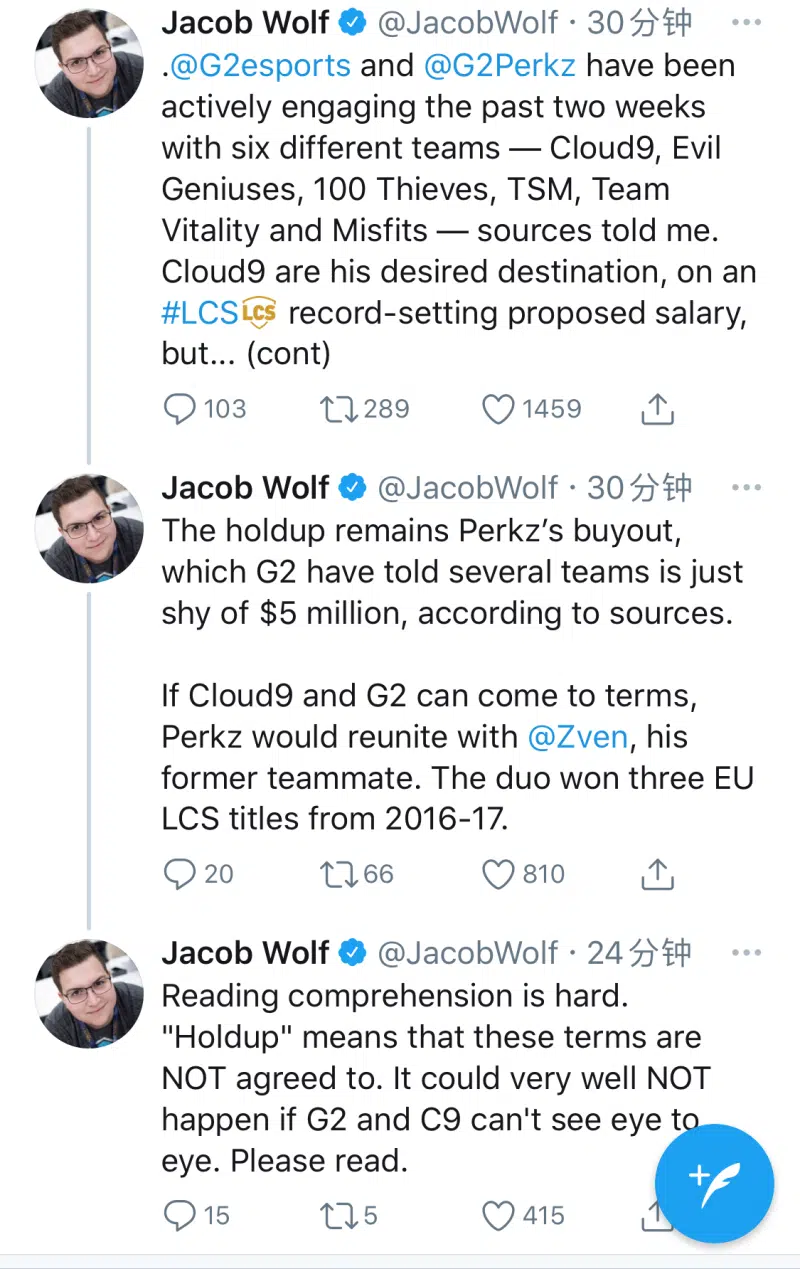 Jacob Wolf @JacobWolf · 30分钟
.@G2esports and @G2Perkz have been
actively engaging the past two weeks
with six different teams — Cloud9, Evil
Geniuses, 100 Thieves, TSM, Team
Vitality and Misfits — sources told me.
Cloud9 are his desired destination, on an
#LCS LCS record-setting proposed salary,
but... (cont)
103 289 1459
Jacob Wolf @JacobWolf · 30分钟
The holdup remains Perkz’s buyout,
which G2 have told several teams is just
shy of $5 million, according to sources.
If Cloud9 and G2 can come to terms,
Perkz would reunite with @Zven, his
former teammate. The duo won three EU
LCS titles from 2016-17.
20 66 810
Jacob Wolf @JacobWolf · 24分钟
Reading comprehension is hard.
"Holdup" means that these terms are
NOT agreed to. It could very well NOT
happen if G2 and C9 can't see eye to
eye. Please read.
15 5 415